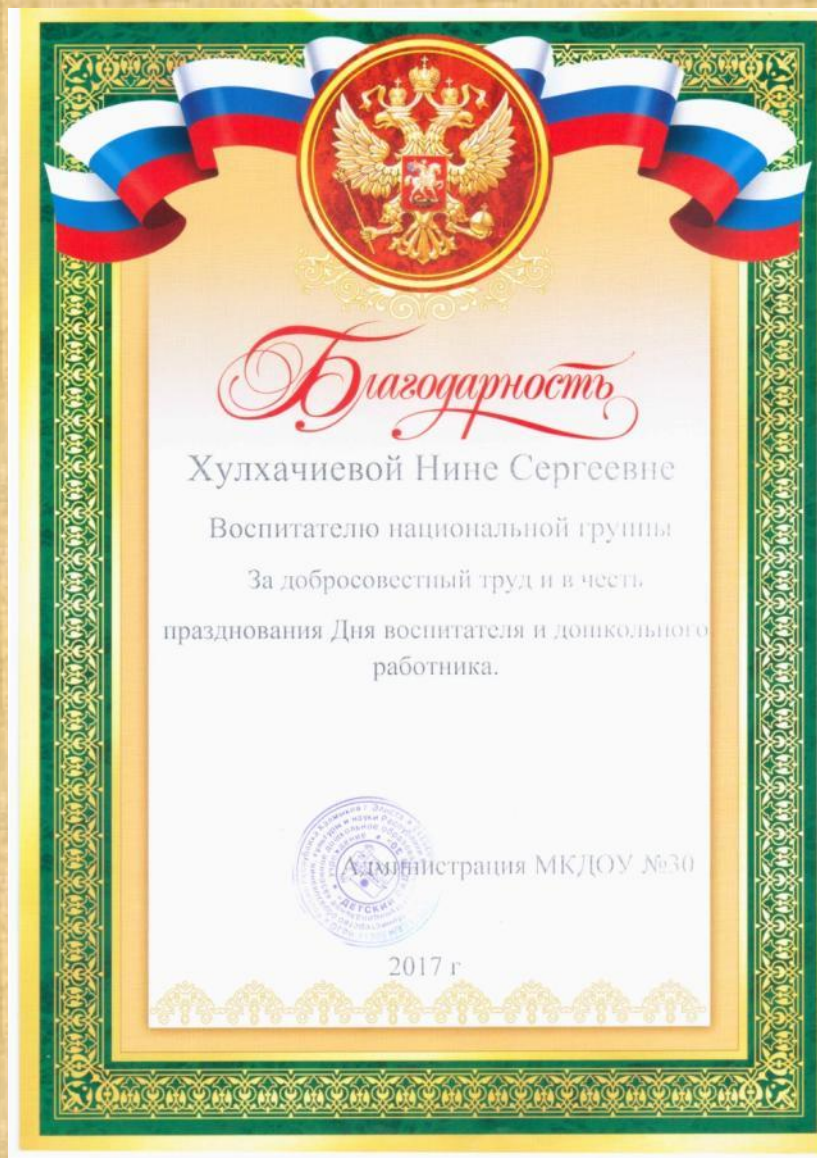 Благодарность
Хулхачиевой Нине Сергеевне
Воспитателю национальной группы
За добросовестный труд и в честь
празднования Дня воспитателя и дошкольного
работника.
Администрация МКДОУ №30
ДЕТСКИЙ
2017 г